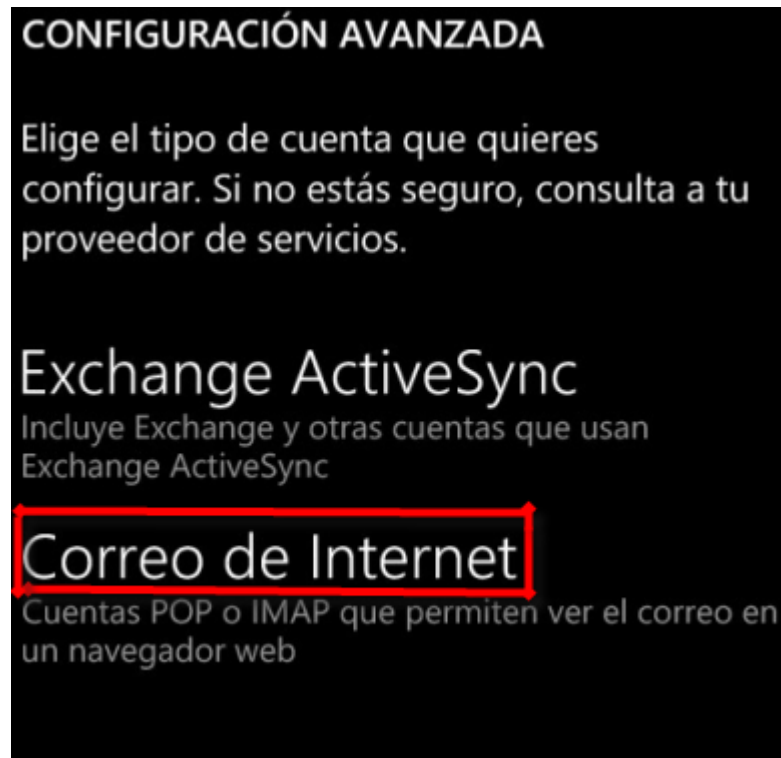 CONFIGURACIÓN AVANZADA
Elige el tipo de cuenta que quieres
configurar. Si no estás seguro, consulta a tu
proveedor de servicios.
Exchange ActiveSync
Incluye Exchange y otras cuentas que usan
Exchange ActiveSync
Correo de Internet
Cuentas POP o IMAP que permiten ver el correo en
un navegador web